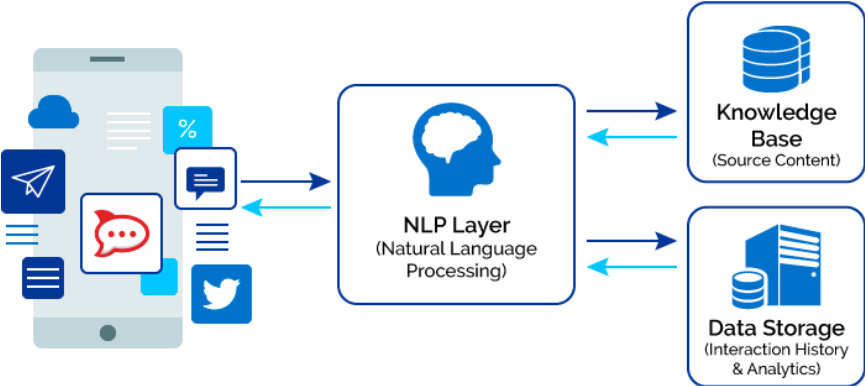 %
NLP Layer
(Natural Language
Processing)
Knowledge
Base
(Source Content)
Data Storage
(Interaction History
& Analytics)